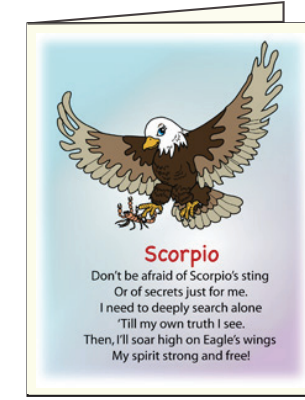 Scorpio
Don't be afraid of Scorpio's sting
Or of secrets just for me.
I need to deeply search alone
'Till my own truth I see.
Then, I'll soar high on Eagle's wings
My spirit strong and free!